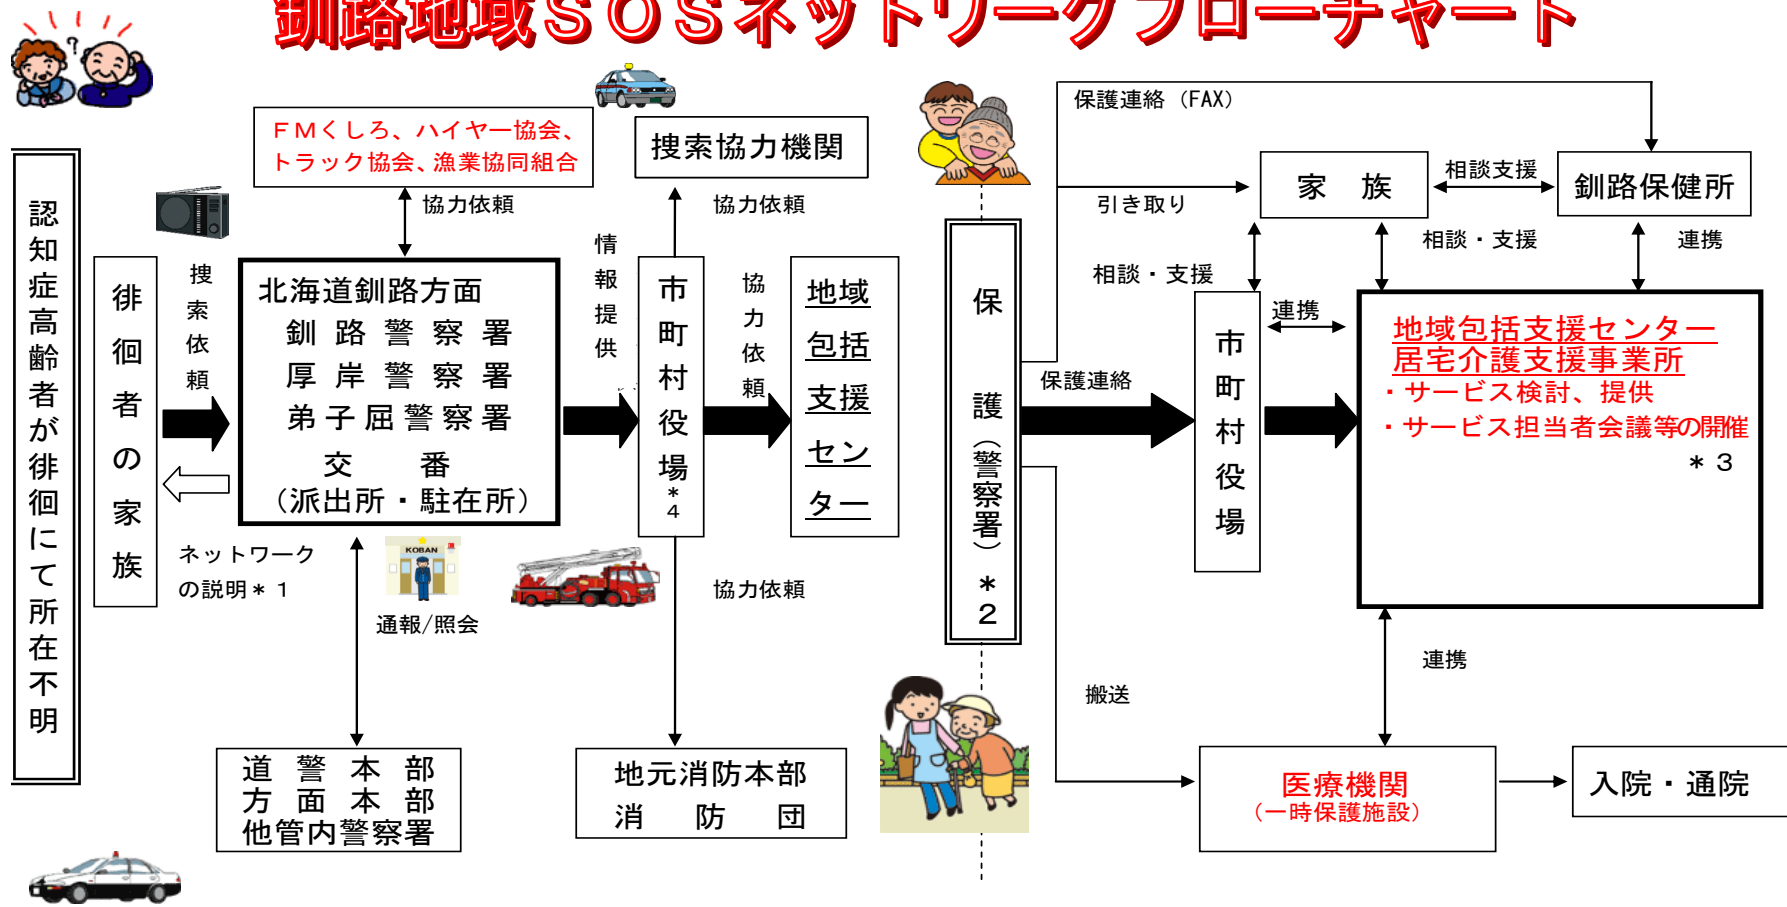 釧路地域ＳＯＳネットワークフローチャート
認知症高齢者が徘徊にて所在不明
徘徊者の家族
捜索依頼
ネットワーク
の説明＊１
ＦＭくしろ、ハイヤー協会、
トラック協会、漁業協同組合
協力依頼
北海道釧路方面
釧路警察署
厚岸警察署
弟子屈警察署
交番
（派出所・駐在所）
KOBAN
通報/照会
道警本部
方面本部
他管内警察署
情報提供
捜索協力機関
協力依頼
市町村役場＊4
協力依頼
地域
包括
支援
セン
ター
協力依頼
地元消防本部
消防団
保護（警察署）＊２
保護連絡（FAX）
引き取り
家族
相談支援
釧路保健所
相談・支援
相談・支援
連携
保護連絡
市町村役場
連携
地域包括支援センター
居宅介護支援事業所
・サービス検討、提供
・サービス担当者会議等の開催
＊３
連携
搬送
医療機関
（一時保護施設）
入院・通院